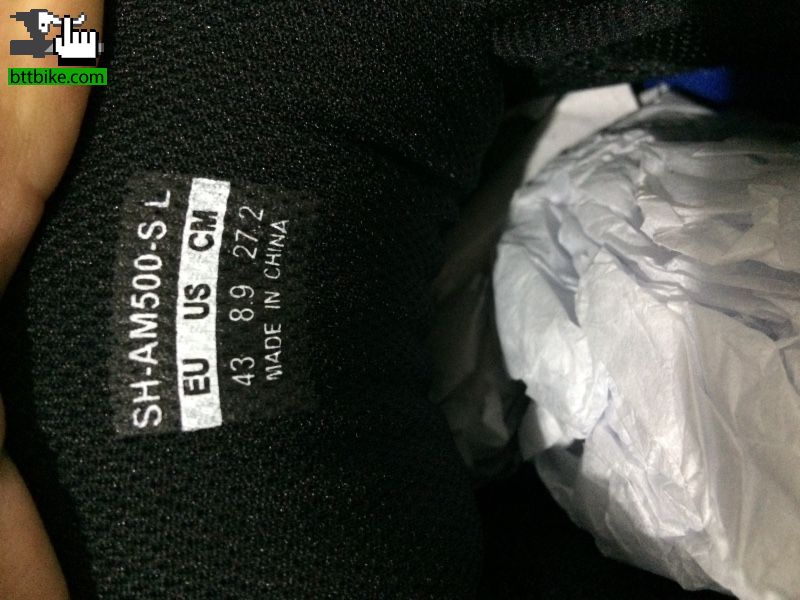 bttbike.com
SH-AM500-S L
EU US CM
43 8.9 27.2
MADE IN CHINA